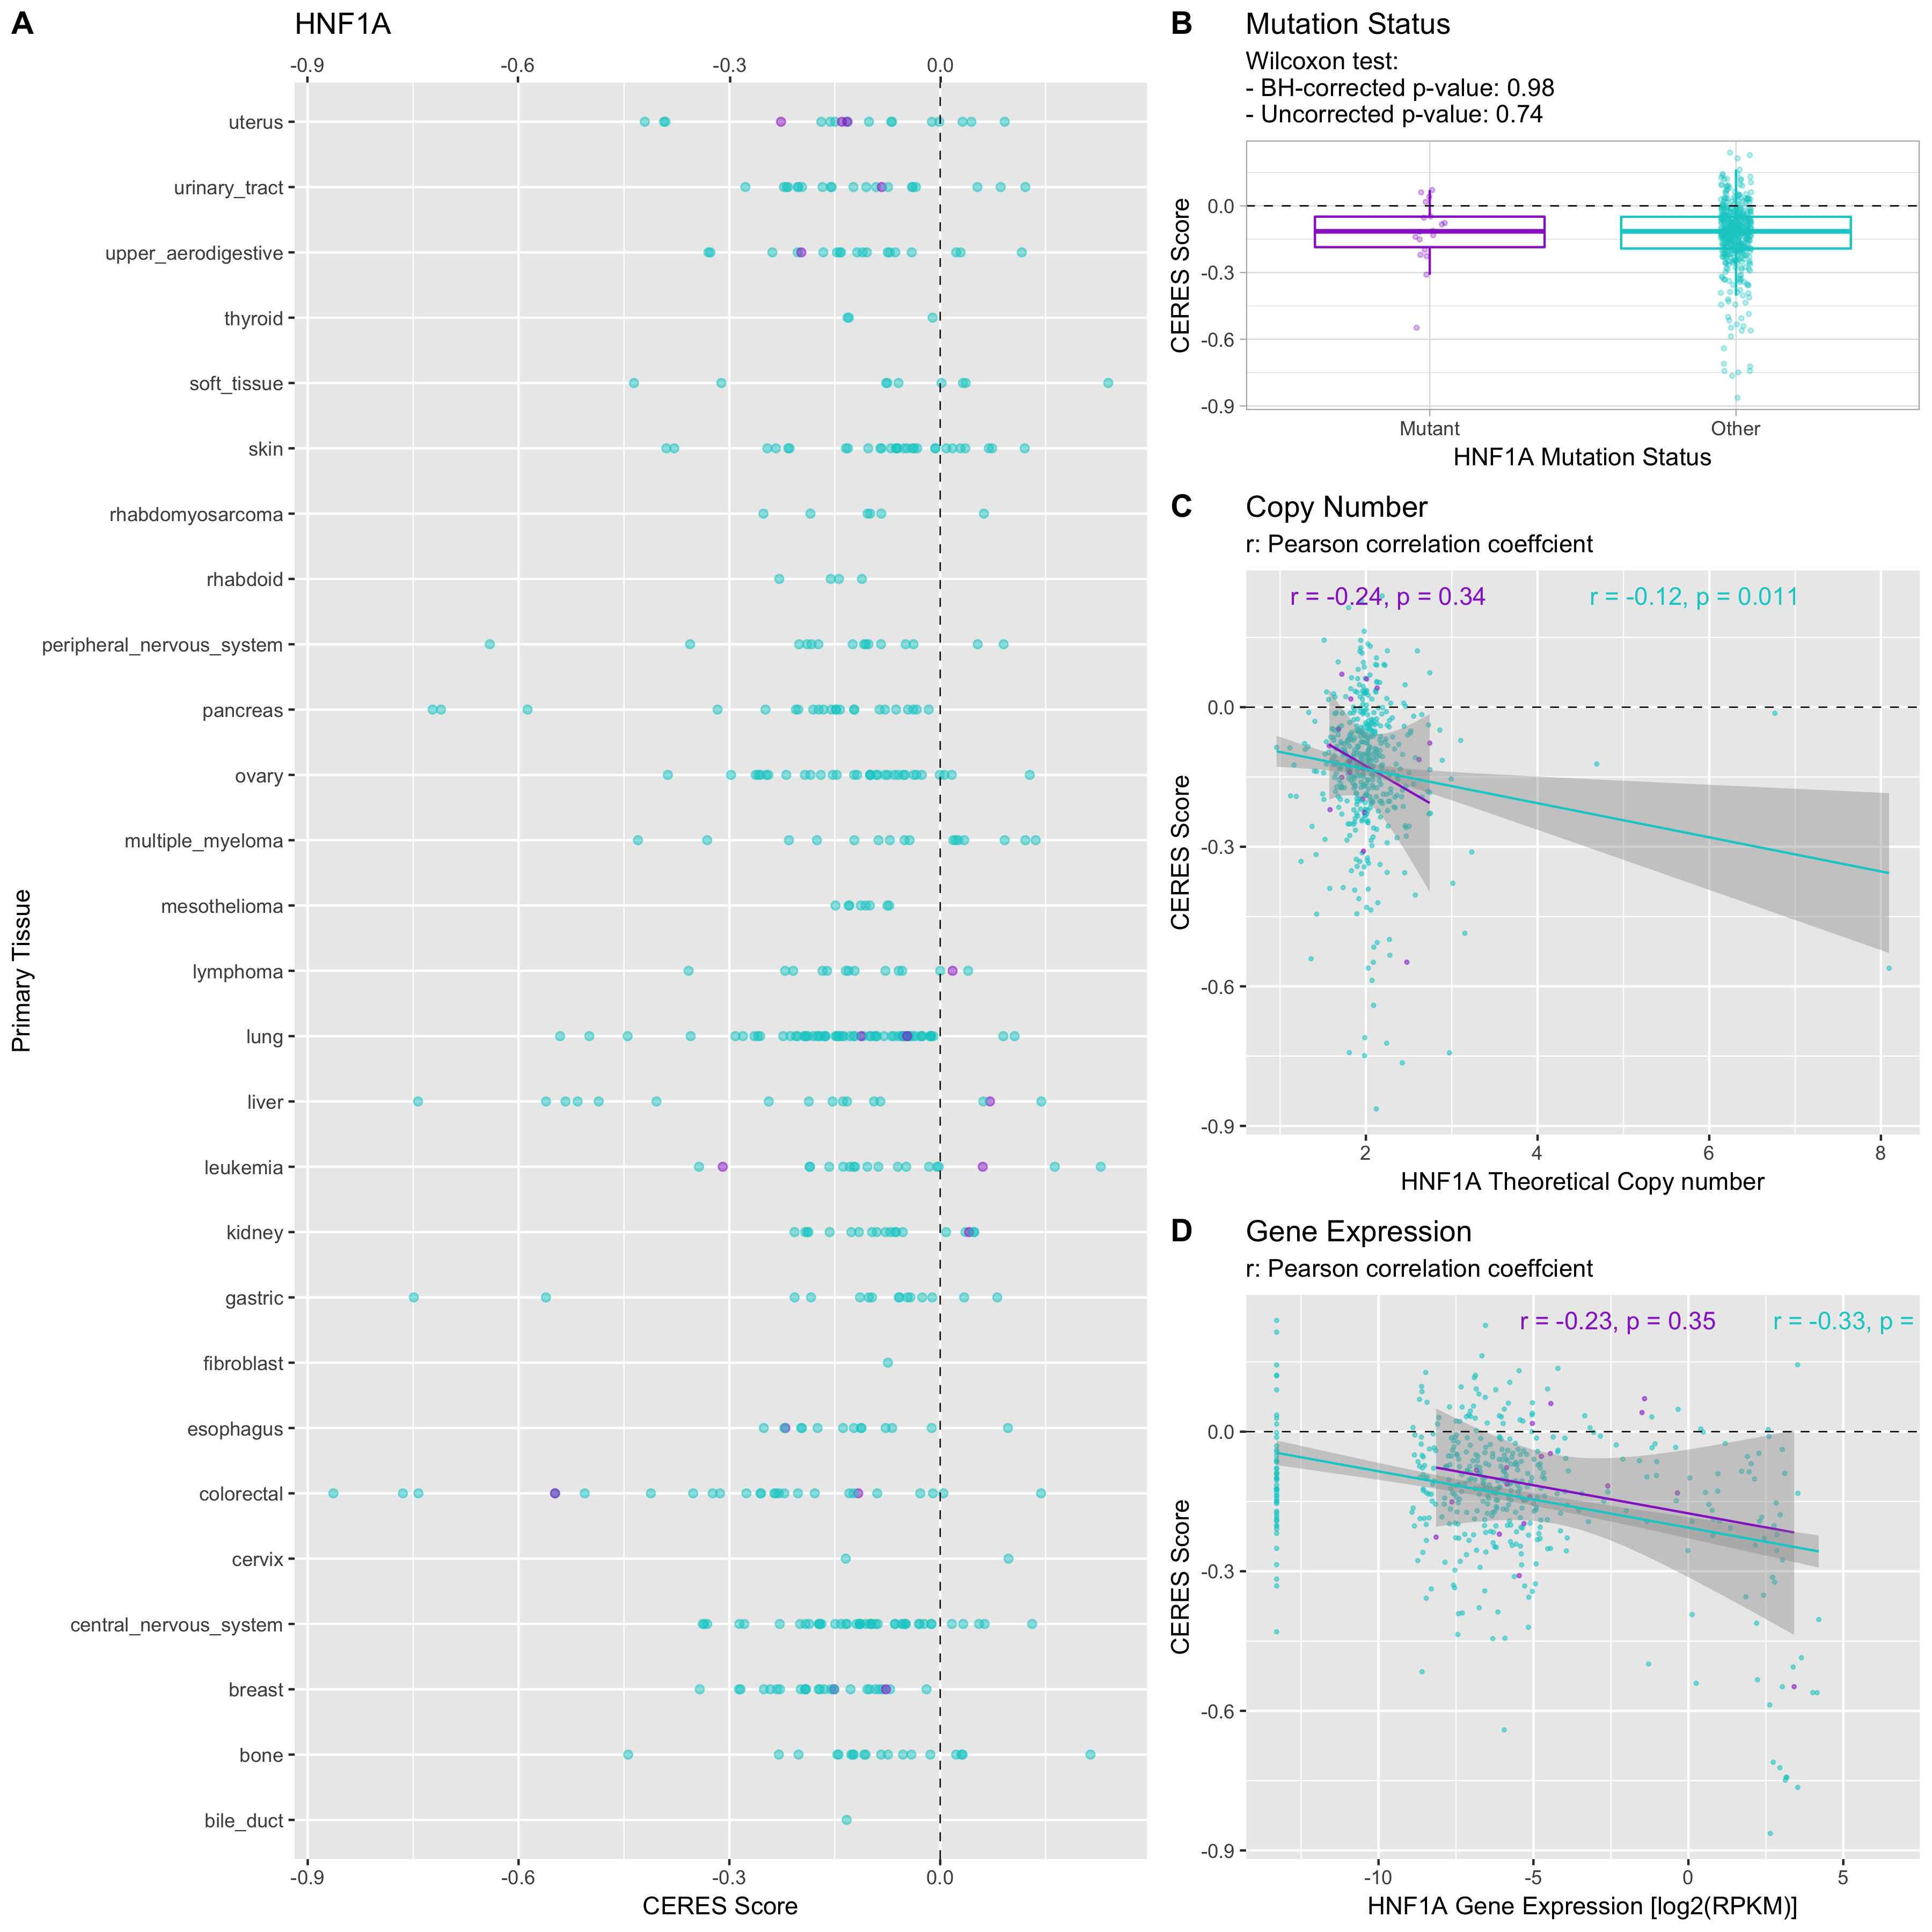 A
HNF1A
-0.9 -0.6 -0.3 0.0
uterus
urinary_tract
upper_aerodigestive
thyroid
soft_tissue
skin
rhabdomyosarcoma
rhabdoid
peripheral_nervous_system
pancreas
ovary
multiple_myeloma
mesothelioma
lymphoma
lung
liver
leukemia
kidney
gastric
fibroblast
esophagus
colorectal
cervix
central_nervous_system
breast
bone
bile_duct
Primary Tissue
-0.9 -0.6 -0.3 0.0
CERES Score
B
Mutation Status
Wilcoxon test:
- BH-corrected p-value: 0.98
- Uncorrected p-value: 0.74
0.0
-0.3
-0.6
-0.9
CERES Score
Mutant Other
HNF1A Mutation Status
C
Copy Number
r: Pearson correlation coeffcient
r = -0.24, p = 0.34 r = -0.12, p = 0.011
0.0
-0.3
-0.6
-0.9
CERES Score
2 4 6 8
HNF1A Theoretical Copy number
D
Gene Expression
r: Pearson correlation coeffcient
r = -0.23, p = 0.35 r = -0.33, p =
0.0
-0.3
-0.6
-0.9
CERES Score
-10 -5 0 5
HNF1A Gene Expression [log2(RPKM)]